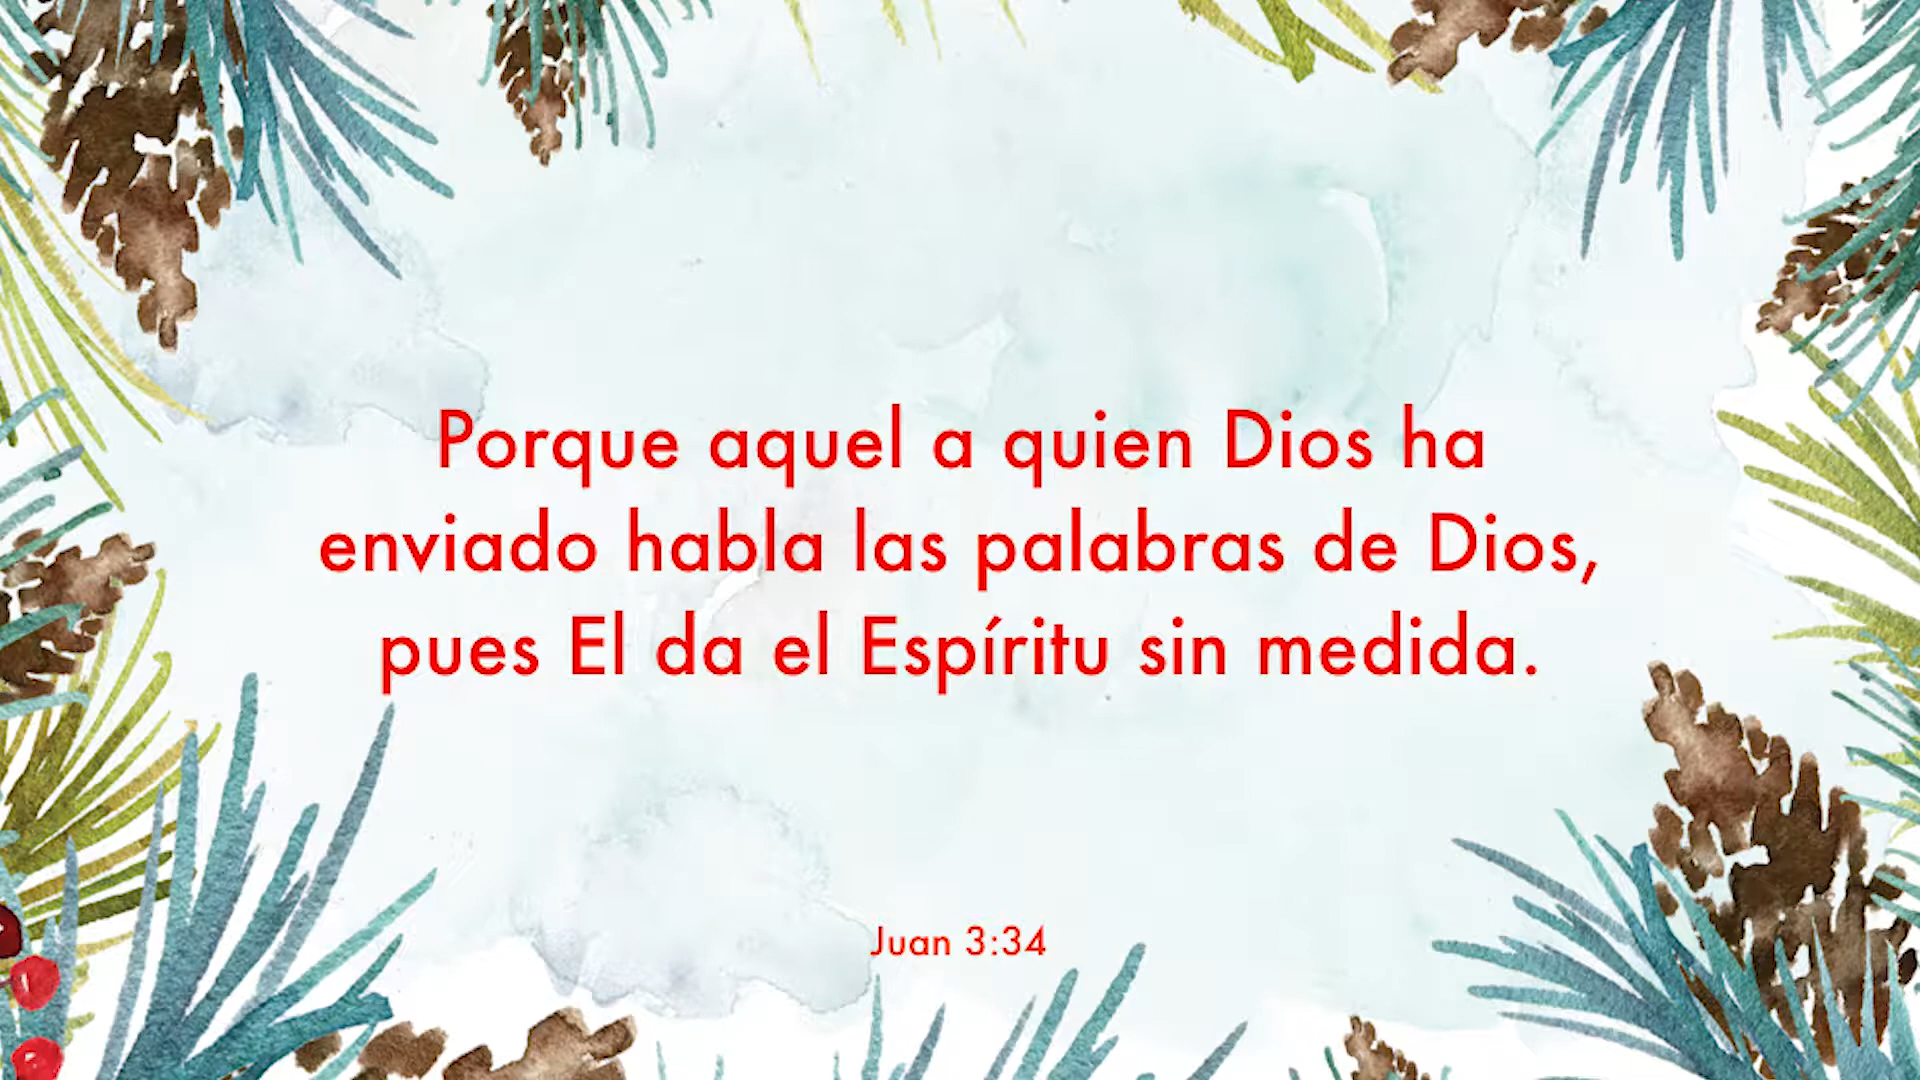 Porque aquel a quien Dios ha
enviado habla las palabras de Dios,
pues El da el Espíritu sin medida.
Juan 3:34